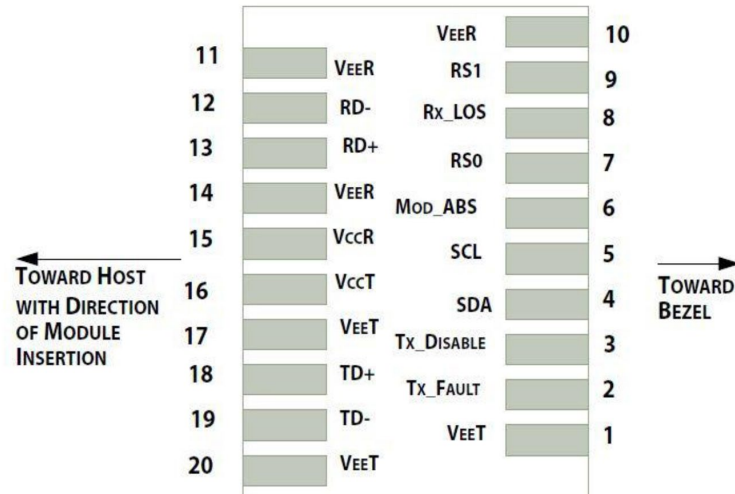 VEER 10
11 VEER
RS1 9
12 RD-
RX_LOS 8
13 RD+
RS0 7
14 VEER
MOD_ABS 6
15 VCCR
SCL 5
TOWARD HOST
WITH DIRECTION
OF MODULE
INSERTION
16 VCCT
SDA 4
TOWARD
BEZEL
17 VEET
TX_DISABLE 3
18 TD+
TX_FAULT 2
19 TD-
VEET 1
20 VEET